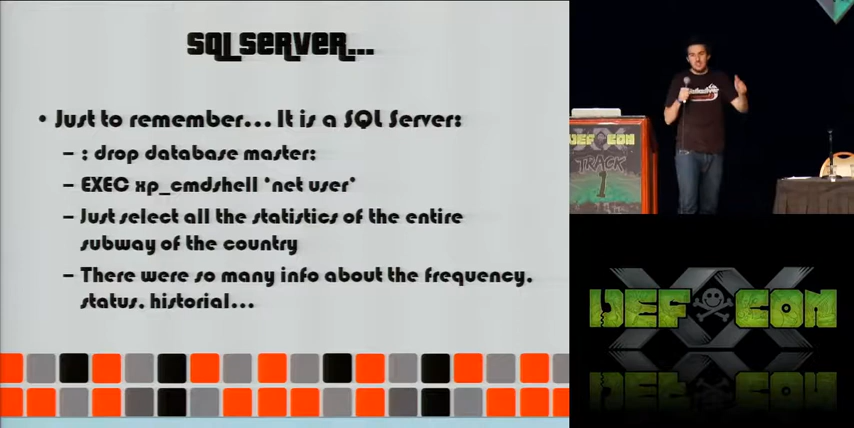 SQL Server...
• Just to remember... It is a SQL Server:
– ; drop database master;
– EXEC xp_cmdshell 'net user'
– Just select all the statistics of the entire
subway of the country
– There were so many info about the frequency,
status, historial...
DEF CON
TRACK
1
XX
DEF CON